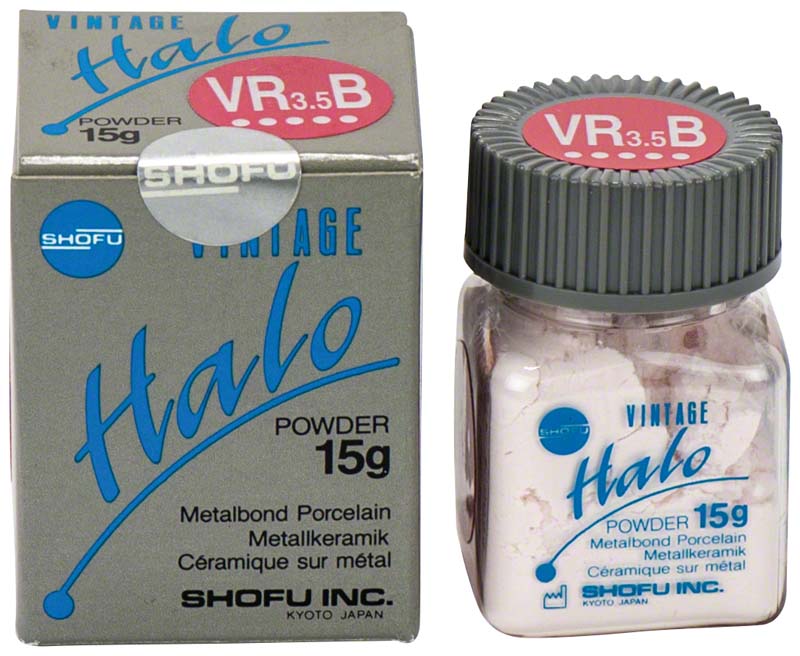 VINTAGE
Halo
VR3.5B
POWDER
15g
SHOFU
SHOFU
VINTAGE
Halo
POWDER
15g
Metalbond Porcelain
Metallkeramik
Céramique sur métal
SHOFU INC.
KYOTO JAPAN
VR3.5B
SHOFU
VINTAGE
Halo
POWDER 15g
Metalbond Porcelain
Metallkeramik
Céramique sur métal
SHOFU INC.
KYOTO JAPAN